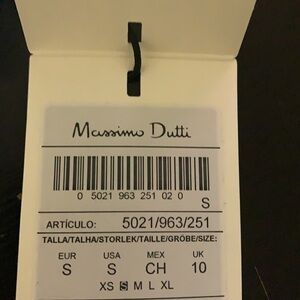 Massimo Dutti
0 5021 963 251 02 0
S
ARTÍCULO: 5021/963/251
TALLA/TALHA/STORLEK/TAILLE/GRÖBE/SIZE:
EUR USA MEX UK
S S CH 10
XS S M L XL